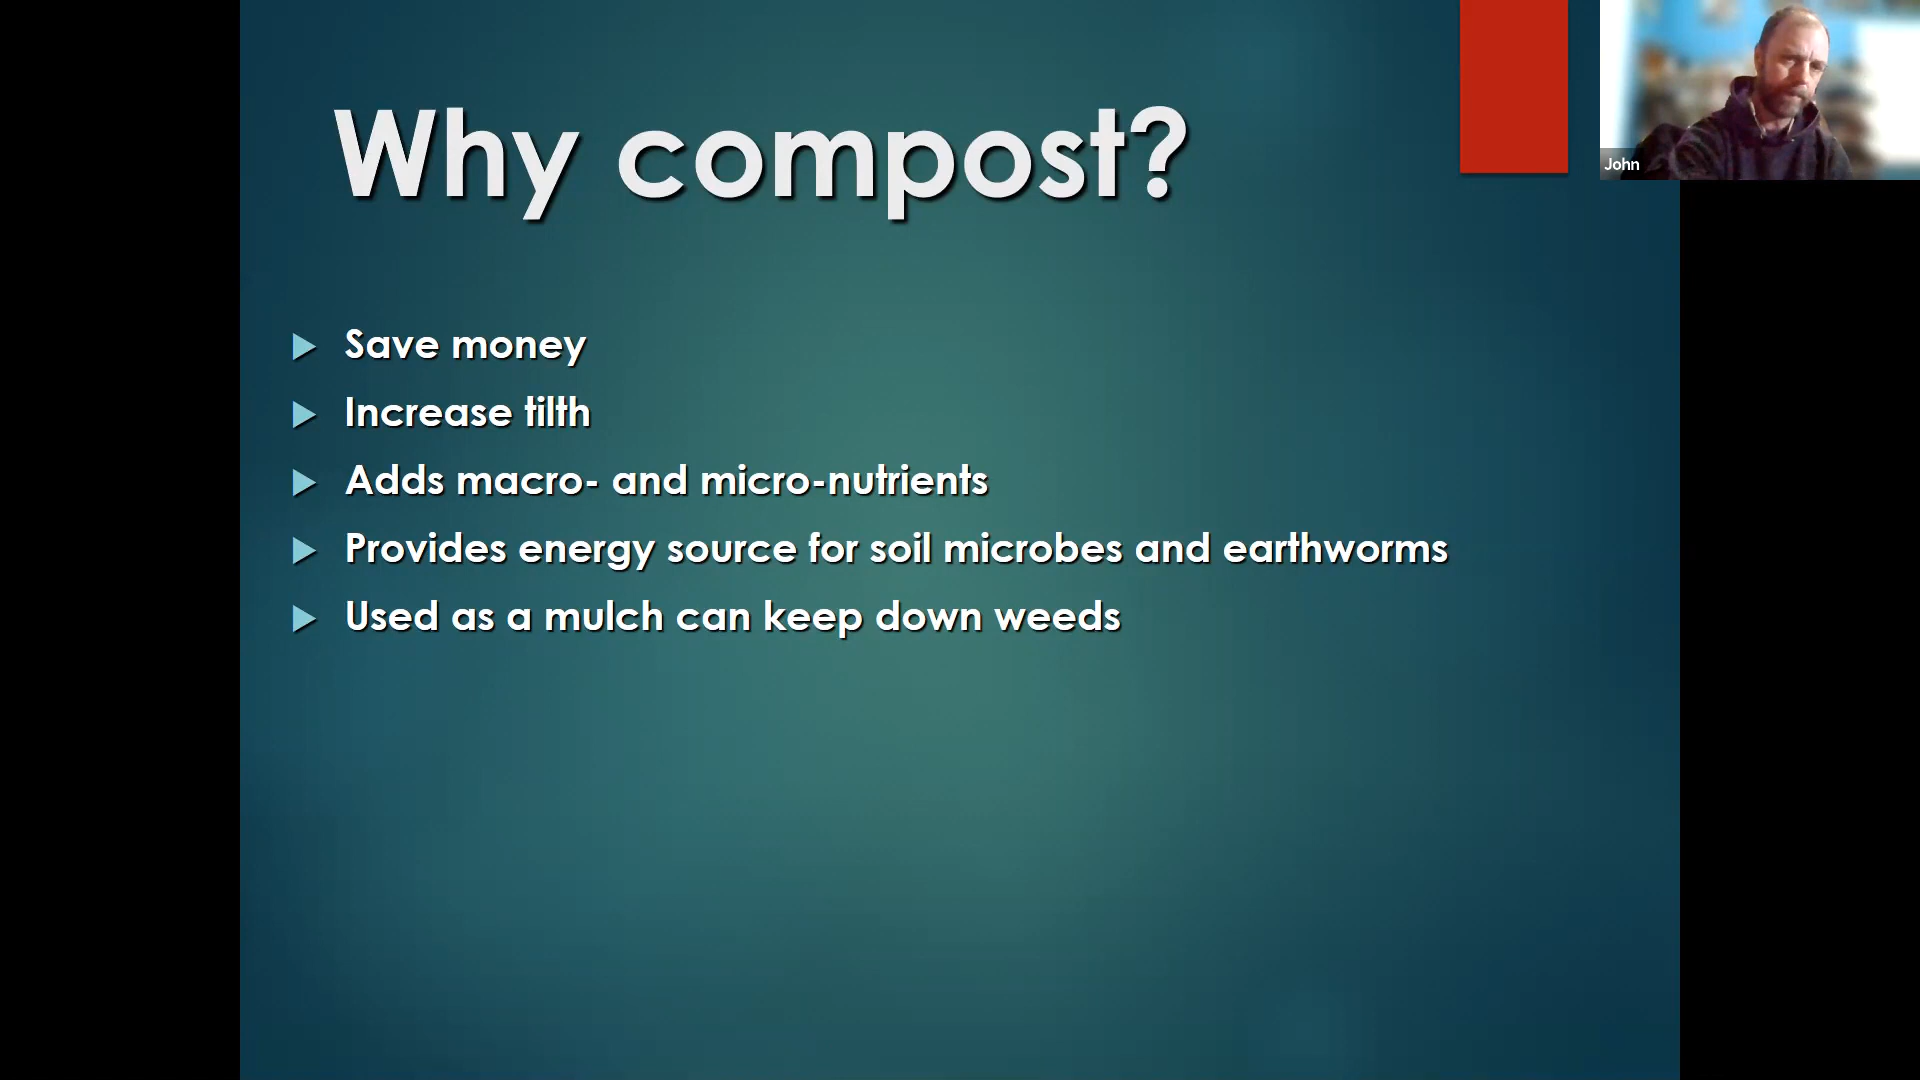 Why compost?
John
Save money
Increase tilth
Adds macro- and micro-nutrients
Provides energy source for soil microbes and earthworms
Used as a mulch can keep down weeds